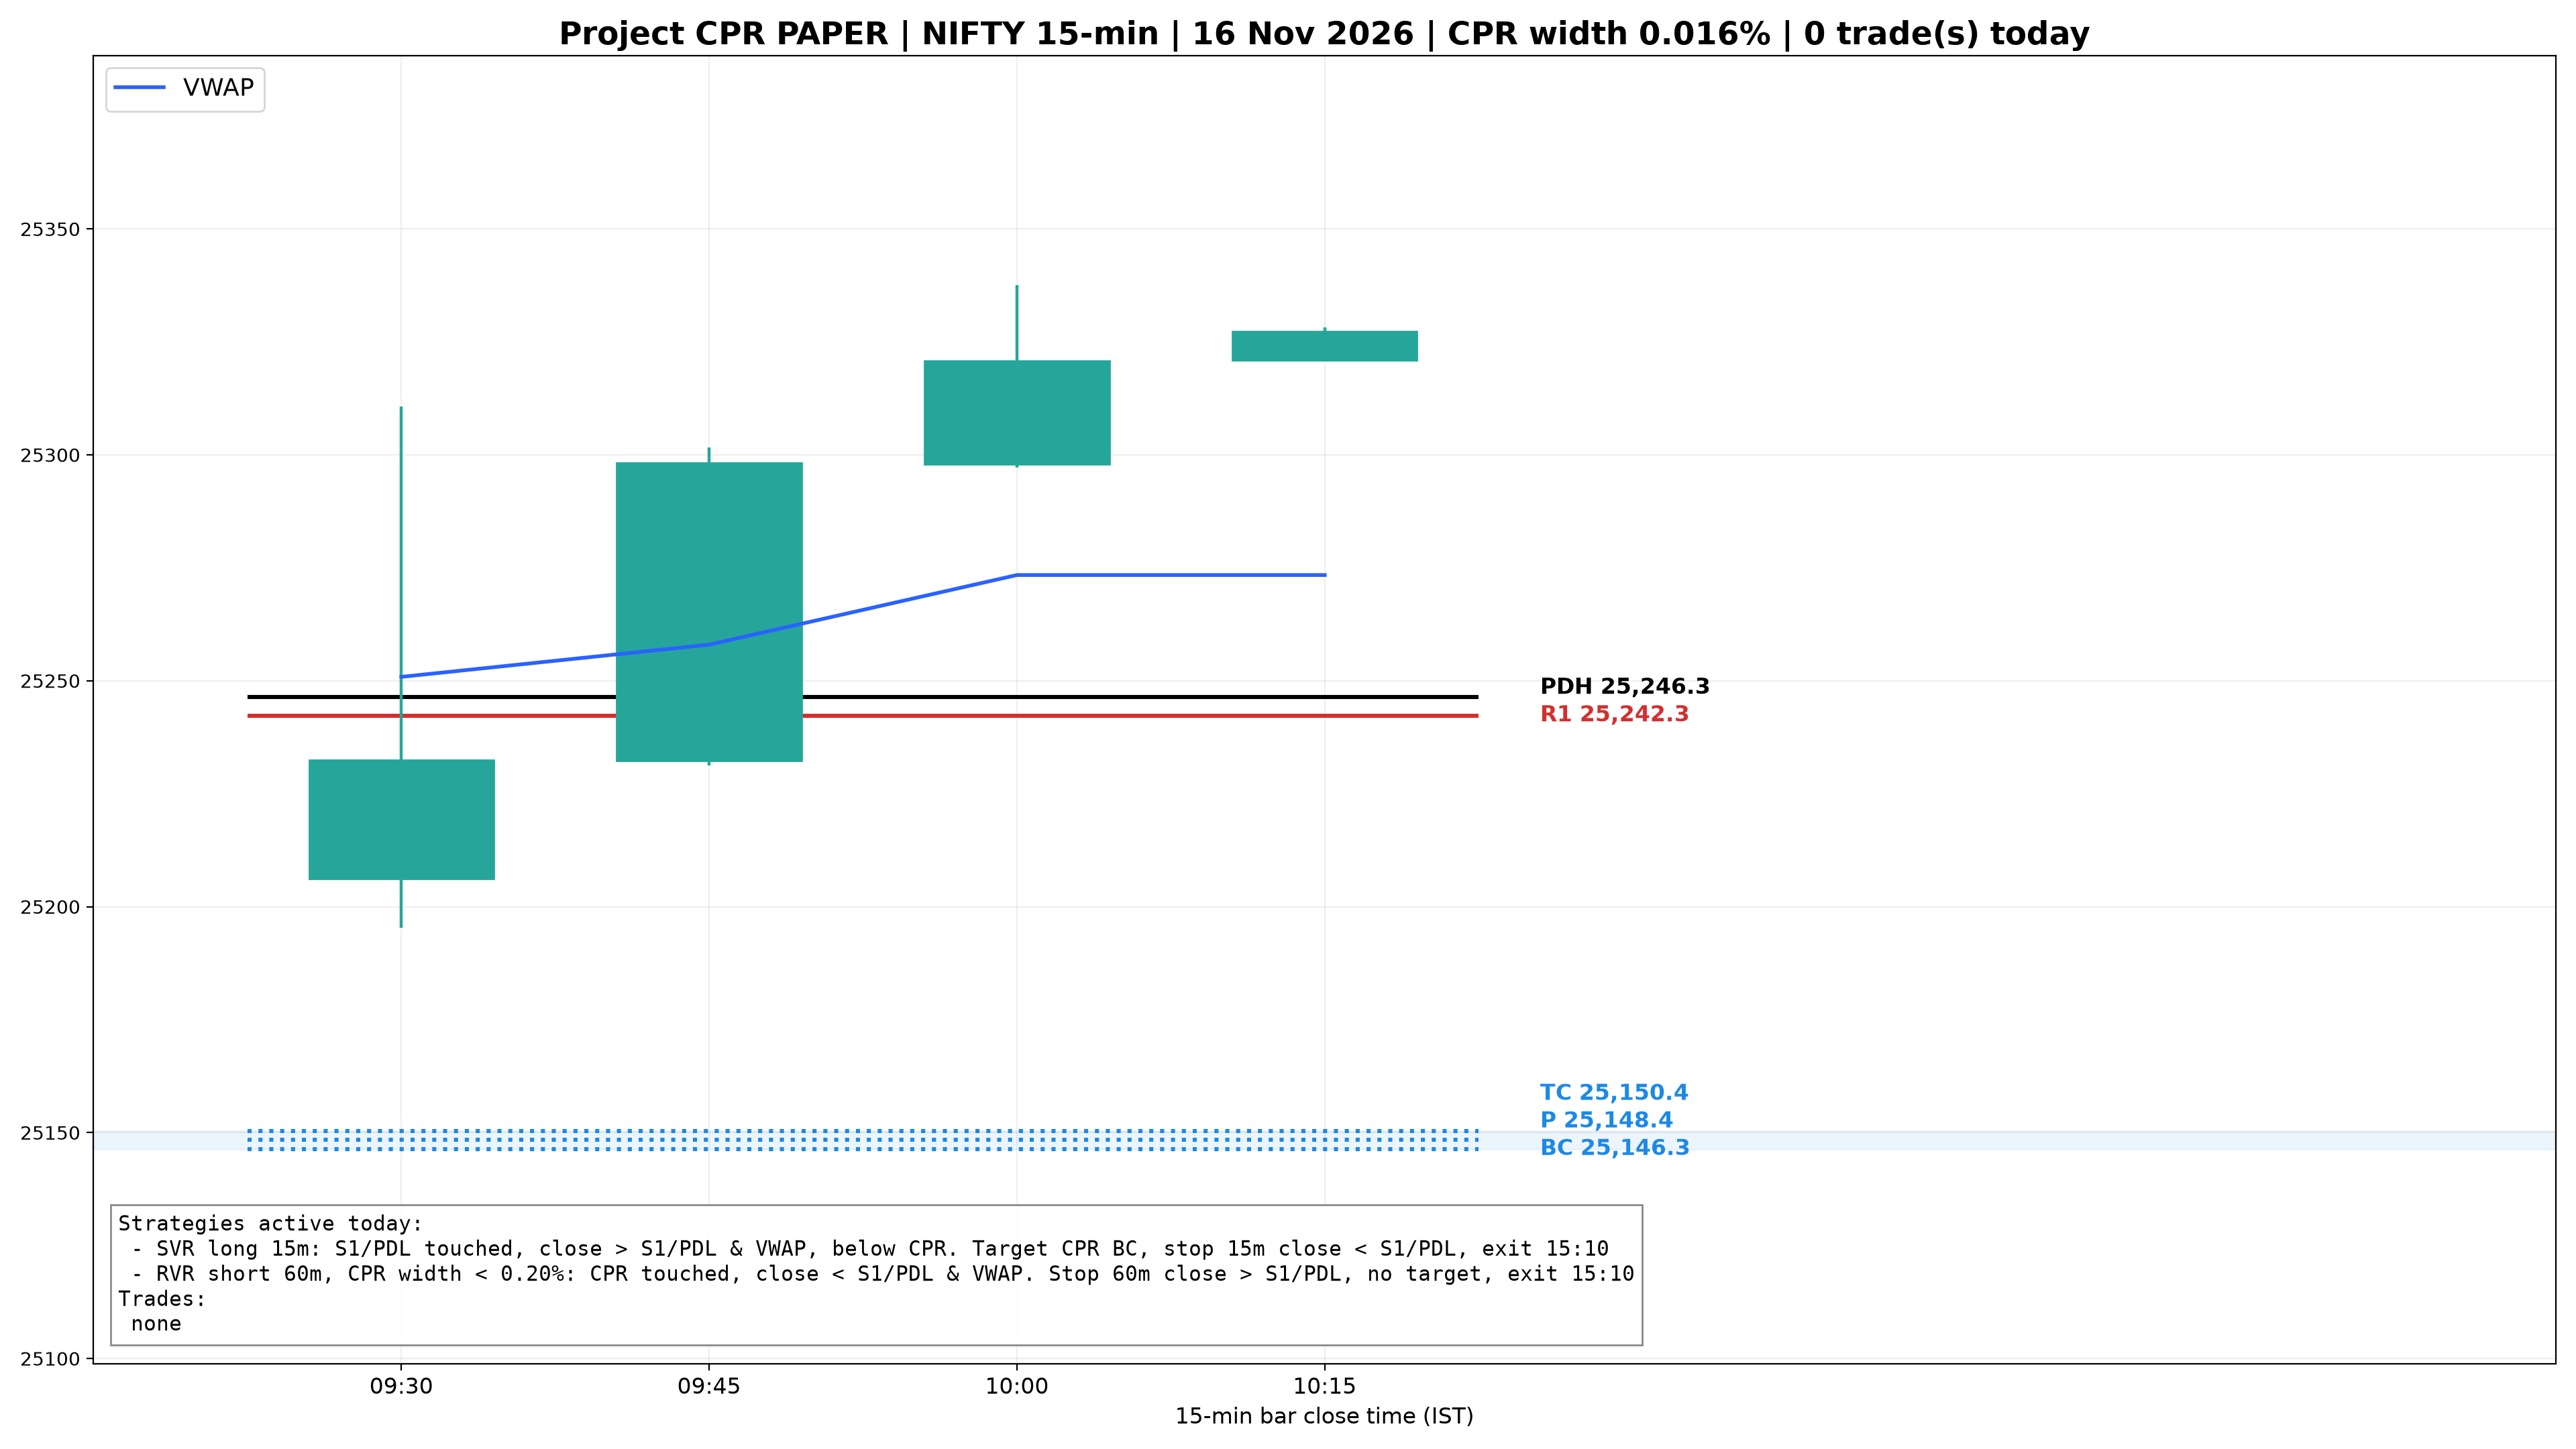 Project CPR PAPER | NIFTY 15-min | 16 Nov 2026 | CPR width 0.016% | 0 trade(s) today
VWAP
25350
25300
25250
25200
25150
25100
PDH 25,246.3
R1 25,242.3
TC 25,150.4
P 25,148.4
BC 25,146.3
Strategies active today:
- SVR long 15m: S1/PDL touched, close > S1/PDL & VWAP, below CPR. Target CPR BC, stop 15m close < S1/PDL, exit 15:10
- RVR short 60m, CPR width < 0.20%: CPR touched, close < S1/PDL & VWAP. Stop 60m close > S1/PDL, no target, exit 15:10
Trades:
none
09:30 09:45 10:00 10:15
15-min bar close time (IST)